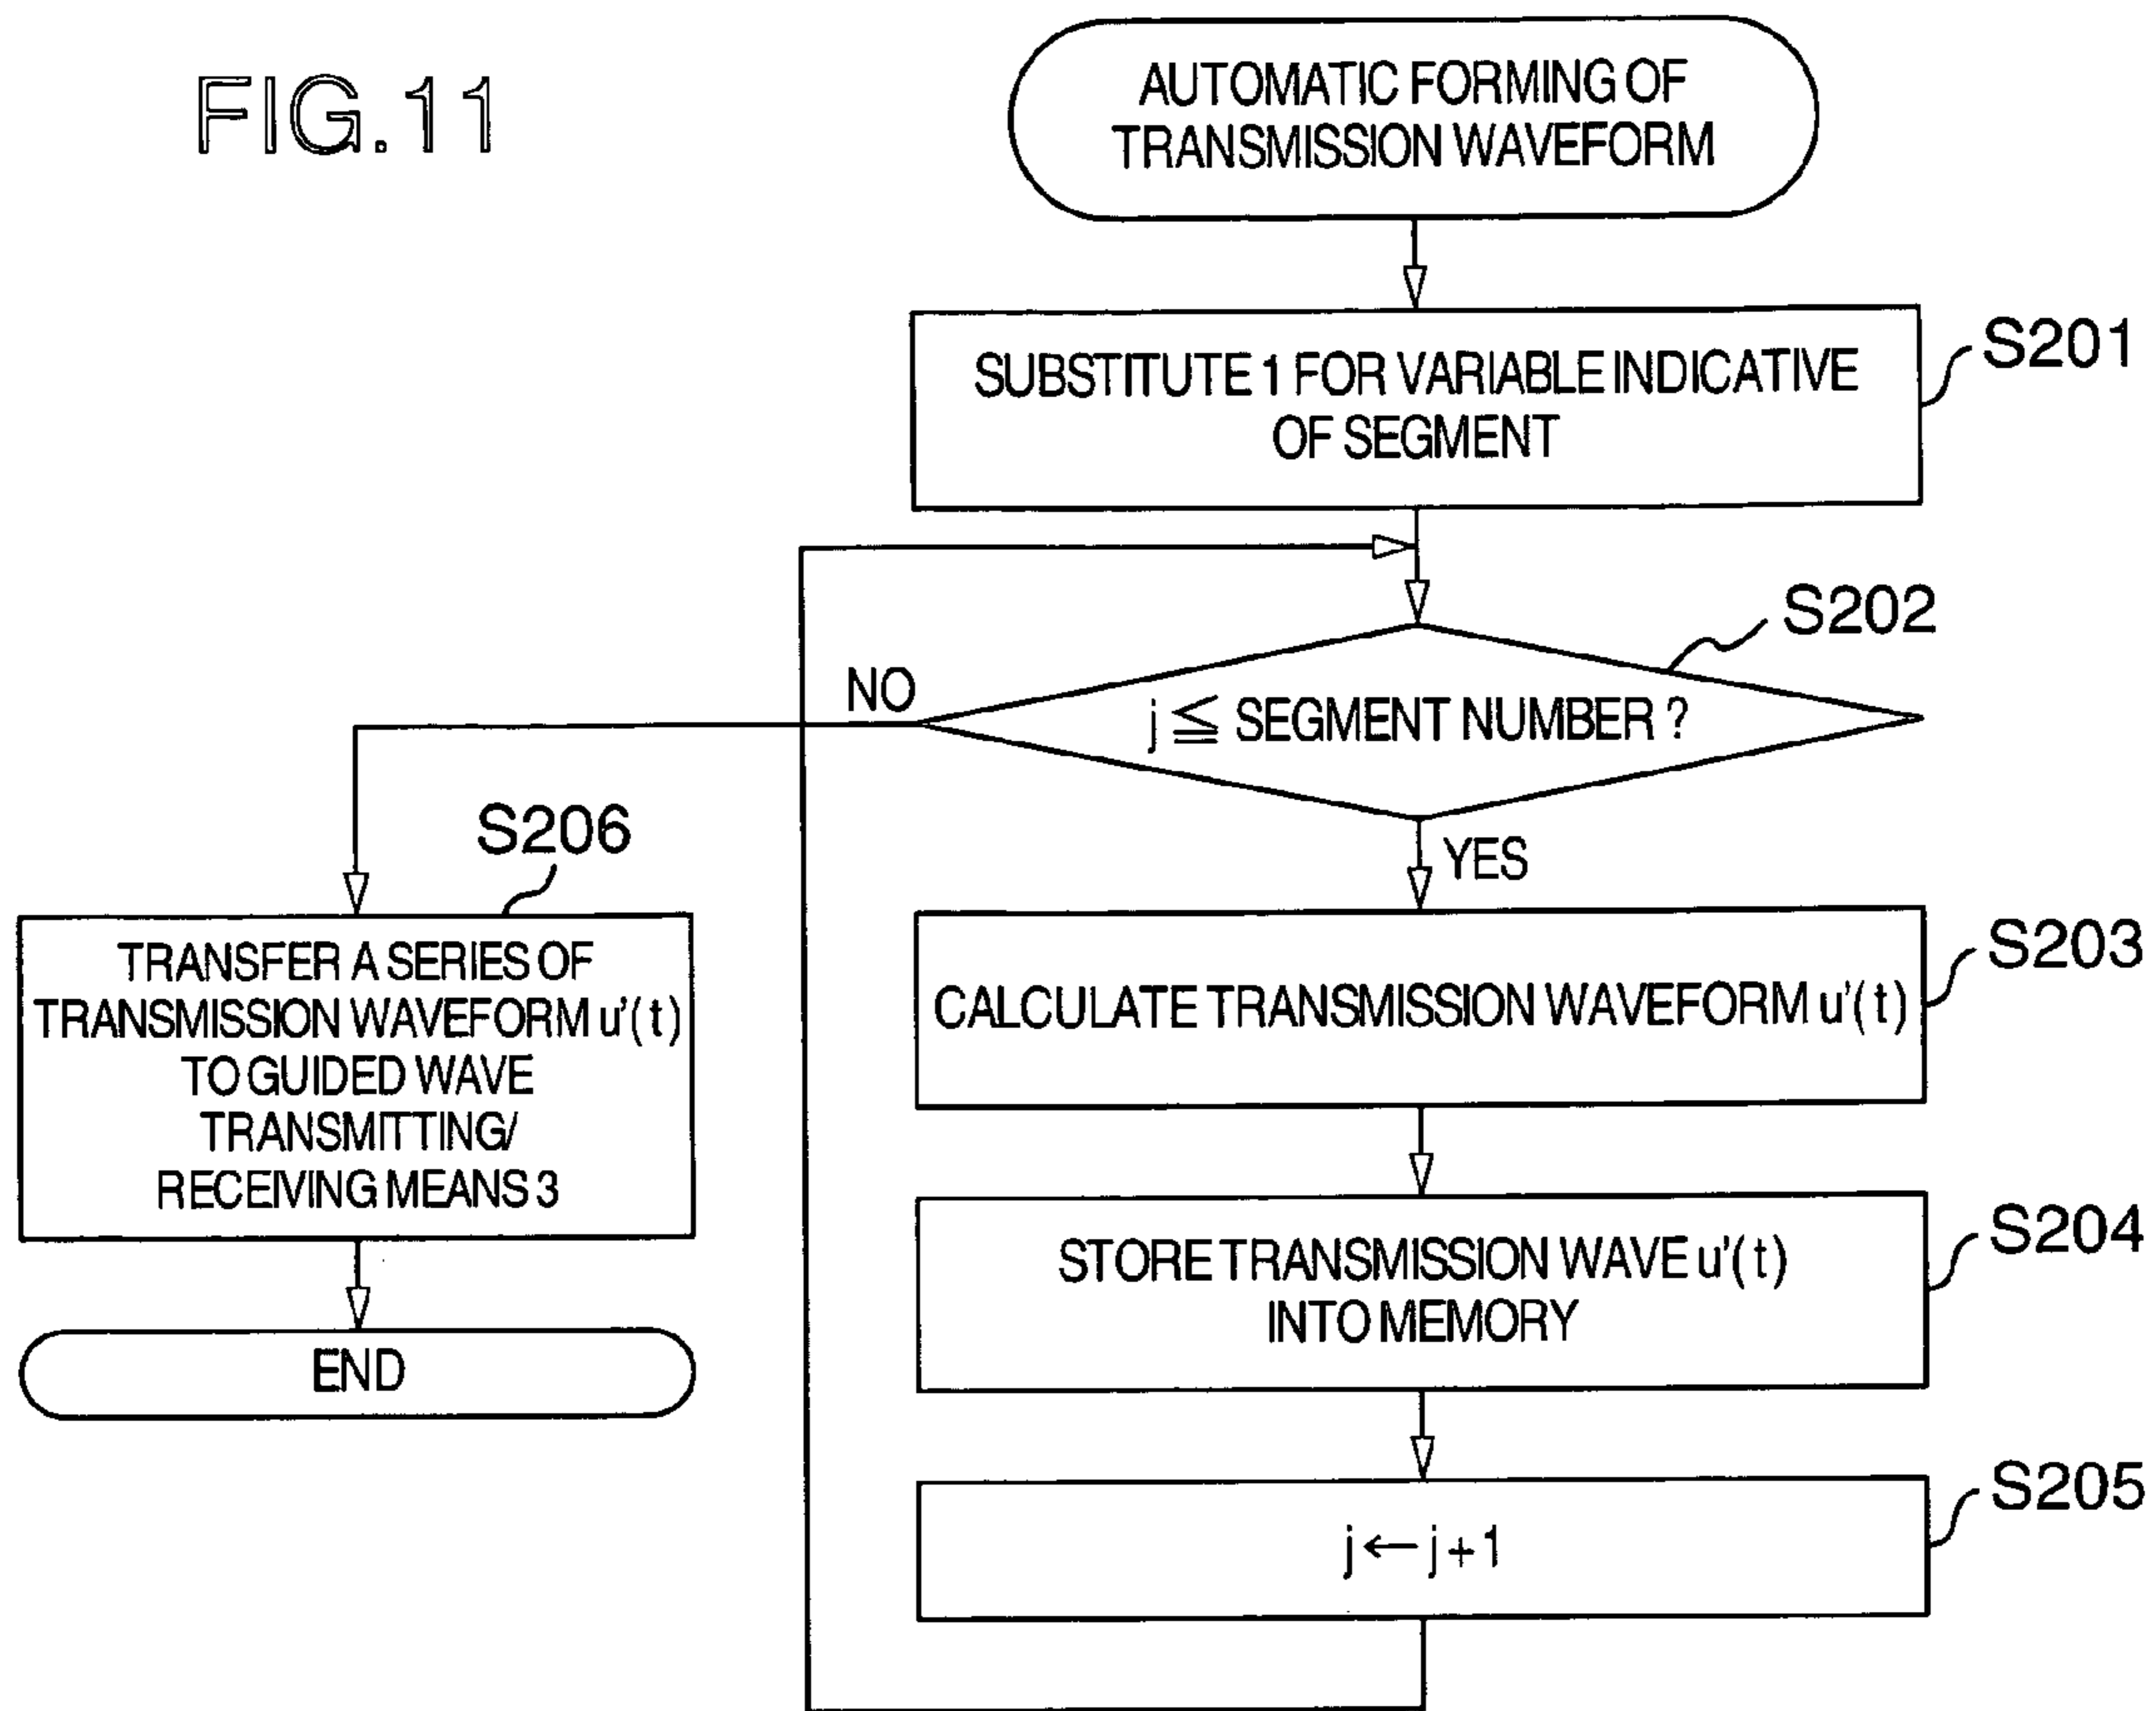 FIG.11
AUTOMATIC FORMING OF
TRANSMISSION WAVEFORM
SUBSTITUTE 1 FOR VARIABLE INDICATIVE
OF SEGMENT
S201
S202
NO
j ≦ SEGMENT NUMBER ?
YES
S206
TRANSFER A SERIES OF
TRANSMISSION WAVEFORM u'(t)
TO GUIDED WAVE
TRANSMITTING/
RECEIVING MEANS 3
END
S203
CALCULATE TRANSMISSION WAVEFORM u'(t)
S204
STORE TRANSMISSION WAVE u'(t)
INTO MEMORY
S205
j ← j + 1